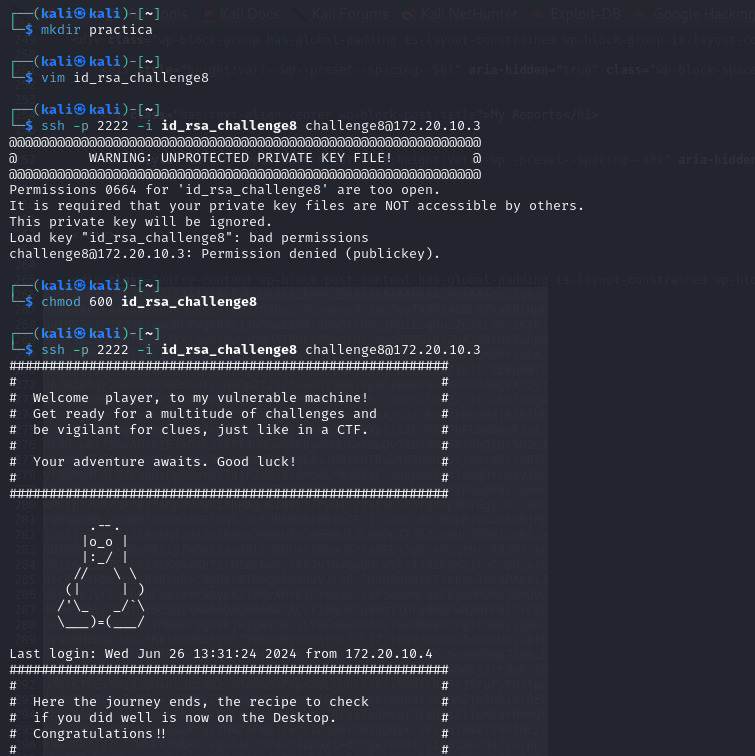 ┌──(kali㉿kali)-[~]
└─$ mkdir practica
┌──(kali㉿kali)-[~]
└─$ vim id_rsa_challenge8
┌──(kali㉿kali)-[~]
└─$ ssh -p 2222 -i id_rsa_challenge8 challenge8@172.20.10.3
@@@@@@@@@@@@@@@@@@@@@@@@@@@@@@@@@@@@@@@@@@@@@@@@@@@@@@@@@@@
@         WARNING: UNPROTECTED PRIVATE KEY FILE!          @
@@@@@@@@@@@@@@@@@@@@@@@@@@@@@@@@@@@@@@@@@@@@@@@@@@@@@@@@@@@
Permissions 0664 for 'id_rsa_challenge8' are too open.
It is required that your private key files are NOT accessible by others.
This private key will be ignored.
Load key "id_rsa_challenge8": bad permissions
challenge8@172.20.10.3: Permission denied (publickey).
┌──(kali㉿kali)-[~]
└─$ chmod 600 id_rsa_challenge8
┌──(kali㉿kali)-[~]
└─$ ssh -p 2222 -i id_rsa_challenge8 challenge8@172.20.10.3
#######################################################
#                                                     #
#  Welcome  player, to my vulnerable machine!         #
#  Get ready for a multitude of challenges and        #
#  be vigilant for clues, just like in a CTF.         #
#                                                     #
#  Your adventure awaits. Good luck!                  #
#                                                     #
#######################################################
          .--.
         |o_o |
         |:_/ |
        //   \ \
       (|     | )
      /'\_   _/`\
      \___)=(___/
Last login: Wed Jun 26 13:31:24 2024 from 172.20.10.4
#######################################################
#                                                     #
#  Here the journey ends, the recipe to check         #
#  if you did well is now on the Desktop.             #
#  Congratulations!!                                  #
#                                                     #